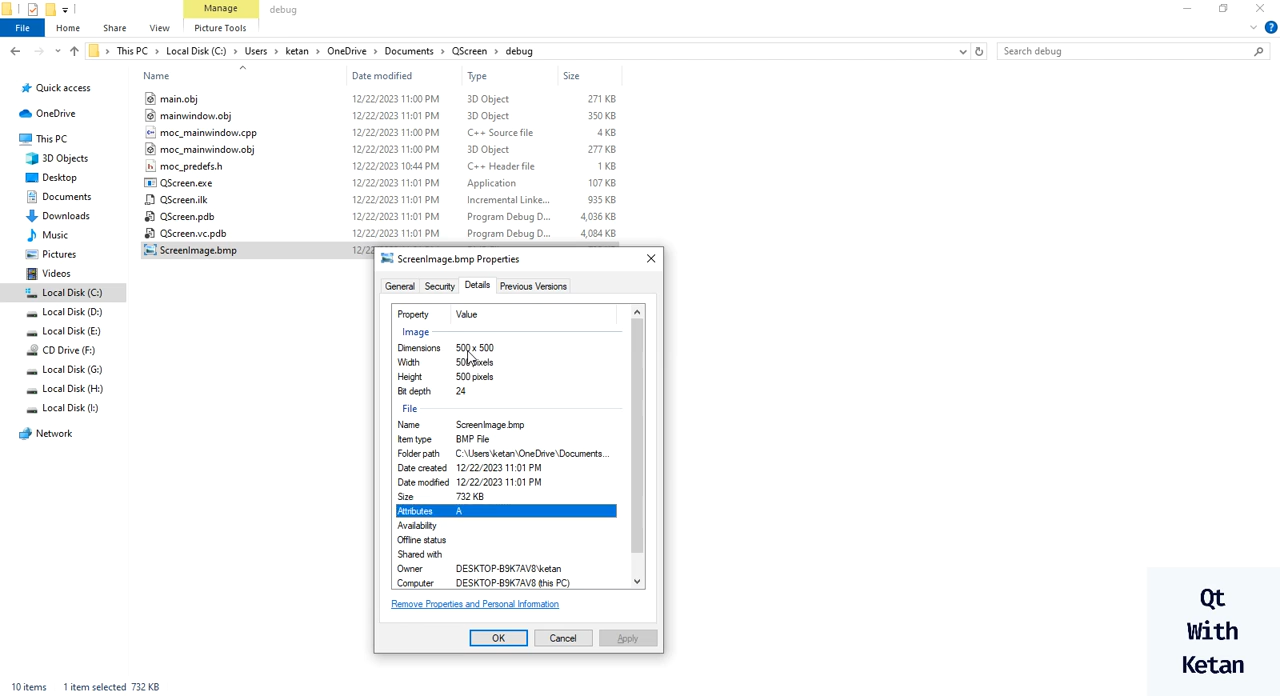 Manage
debug
File
Home
Share
View
Picture Tools
This PC
Local Disk (C:)
Users
ketan
OneDrive
Documents
QScreen
debug
Search debug
Quick access
OneDrive
This PC
3D Objects
Desktop
Documents
Downloads
Music
Pictures
Videos
Local Disk (C:)
Local Disk (D:)
Local Disk (E:)
CD Drive (F:)
Local Disk (G:)
Local Disk (H:)
Local Disk (I:)
Network
Name Date modified Type Size
main.obj 12/22/2023 11:00 PM 3D Object 271 KB
mainwindow.obj 12/22/2023 11:01 PM 3D Object 350 KB
moc_mainwindow.cpp 12/22/2023 11:00 PM C++ Source file 4 KB
moc_mainwindow.obj 12/22/2023 11:01 PM 3D Object 277 KB
moc_predefs.h 12/22/2023 10:44 PM C++ Header file 1 KB
QScreen.exe 12/22/2023 11:01 PM Application 107 KB
QScreen.ilk 12/22/2023 11:01 PM Incremental Linke... 935 KB
QScreen.pdb 12/22/2023 11:01 PM Program Debug D... 4,036 KB
QScreen.vc.pdb 12/22/2023 11:01 PM Program Debug D... 4,084 KB
ScreenImage.bmp
ScreenImage.bmp Properties
General Security Details Previous Versions
Property Value
Image
Dimensions 500 x 500
Width 500 pixels
Height 500 pixels
Bit depth 24
File
Name ScreenImage.bmp
Item type BMP File
Folder path C:\Users\ketan\OneDrive\Documents...
Date created 12/22/2023 11:01 PM
Date modified 12/22/2023 11:01 PM
Size 732 KB
Attributes A
Availability
Offline status
Shared with
Owner DESKTOP-B9K7AV8\ketan
Computer DESKTOP-B9K7AV8 (this PC)
Remove Properties and Personal Information
OK Cancel Apply
10 items 1 item selected 732 KB
Qt
With
Ketan